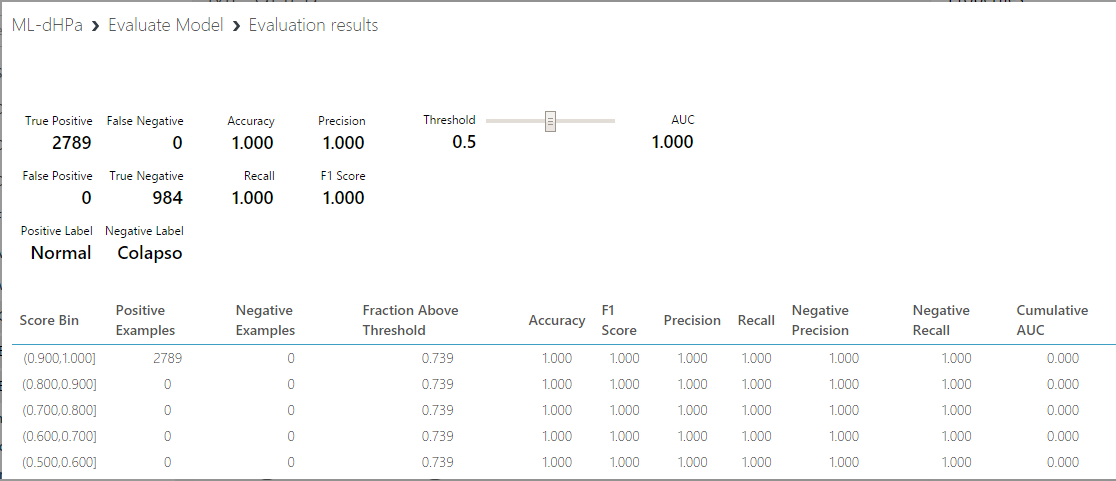 ML-dHPa › Evaluate Model › Evaluation results
True Positive False Negative Accuracy Precision Threshold AUC
2789 0 1.000 1.000 0.5 1.000
False Positive True Negative Recall F1 Score
0 984 1.000 1.000
Positive Label Negative Label
Normal Colapso
Score Bin Positive Examples Negative Examples Fraction Above Threshold Accuracy F1 Score Precision Recall Negative Precision Negative Recall Cumulative AUC
(0.900,1.000] 2789 0 0.739 1.000 1.000 1.000 1.000 1.000 1.000 0.000
(0.800,0.900] 0 0 0.739 1.000 1.000 1.000 1.000 1.000 1.000 0.000
(0.700,0.800] 0 0 0.739 1.000 1.000 1.000 1.000 1.000 1.000 0.000
(0.600,0.700] 0 0 0.739 1.000 1.000 1.000 1.000 1.000 1.000 0.000
(0.500,0.600] 0 0 0.739 1.000 1.000 1.000 1.000 1.000 1.000 0.000